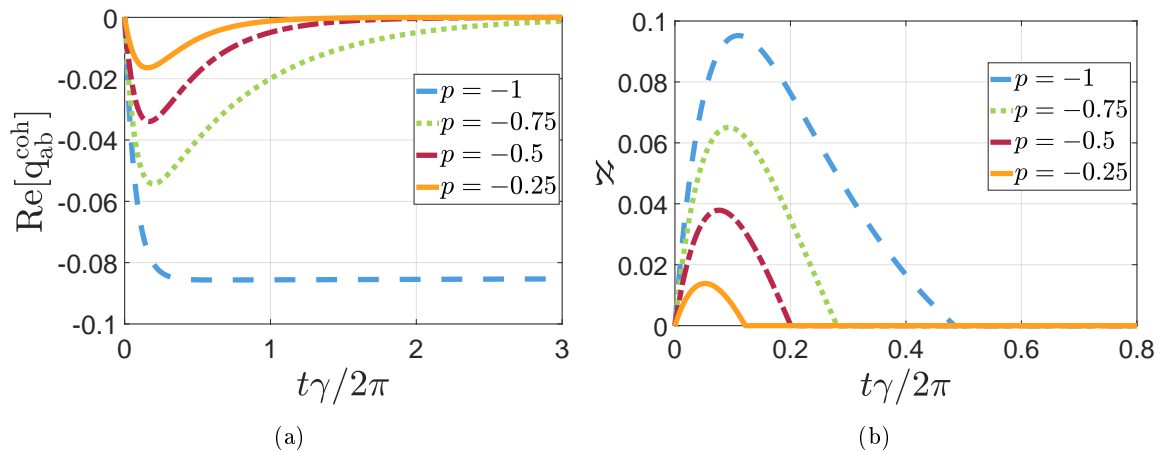 0
-0.02
-0.04
-0.06
-0.08
-0.1
Re[q_ab^coh]
p = −1
p = −0.75
p = −0.5
p = −0.25
0 1 2 3
tγ/2π
(a)
0.1
0.08
0.06
0.04
0.02
0
ϰ
p = −1
p = −0.75
p = −0.5
p = −0.25
0 0.2 0.4 0.6 0.8
tγ/2π
(b)